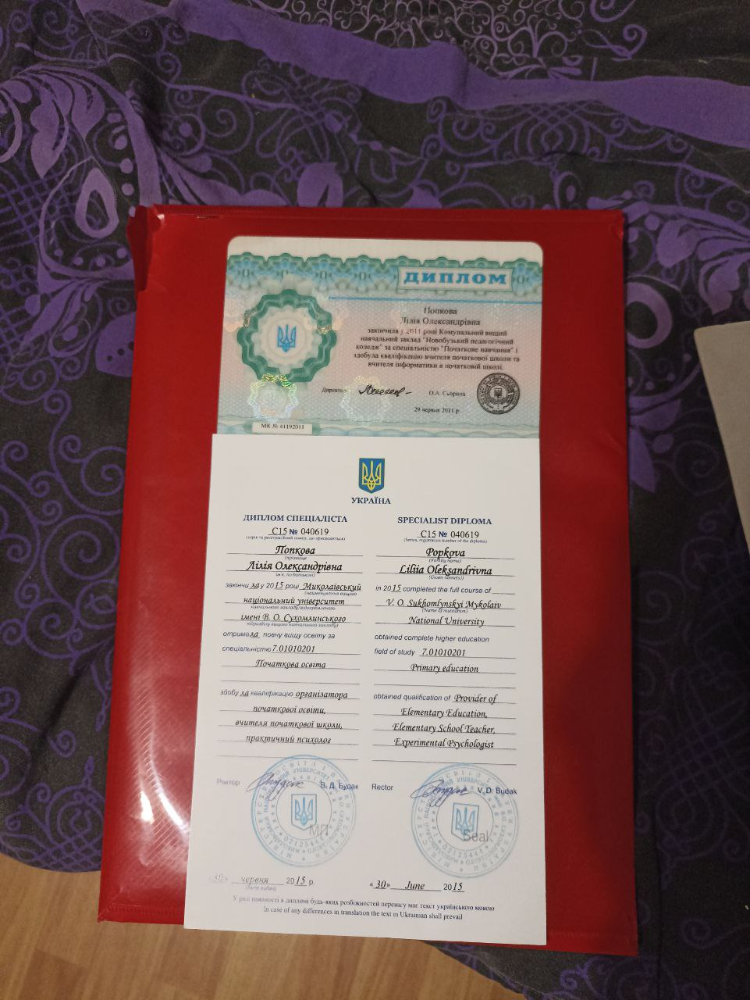 ДИПЛОМ
Попкова
Лілія Олександрівна
закінчила у 2011 році Комунальний вищий
навчальний заклад "Новобузький педагогічний
коледж" за спеціальністю "Початкове навчання" і
здобула кваліфікацію вчителя початкової школи та
вчителя інформатики в початковій школі.
Директор О.А. Скорина
29 червня 2011 р.
МК № 41192011
УКРАЇНА
ДИПЛОМ СПЕЦІАЛІСТА
С15 № 040619
(серія та реєстраційний номер, що присвоюється)
Попкова
(прізвище)
Лілія Олександрівна
(ім'я, по батькові)
закінчила у 2015 році Миколаївський
(найменування вищого
національний університет
навчального закладу/відокремленого
імені В. О. Сухомлинського
підрозділу вищого навчального закладу)
отримала повну вищу освіту за
спеціальністю 7.01010201
Початкова освіта
здобула кваліфікацію організатора
початкової освіти,
вчителя початкової школи,
практичний психолог
Ректор В. Д. Будак
МП
«30» червня 2015 р.
(дата видачі)
SPECIALIST DIPLOMA
C15 № 040619
(Series, registration number of the diploma)
Popkova
(Family name)
Liliia Oleksandrivna
(Given name(s))
in 2015 completed the full course of
V. O. Sukhomlynskyi Mykolaiv
(Name of institution)
National University
obtained complete higher education
field of study 7.01010201
Primary education
obtained qualification of Provider of
Elementary Education,
Elementary School Teacher,
Experimental Psychologist
Rector V. D. Budak
Seal
«30» June 2015
У разі наявності в дипломі будь-яких розбіжностей перевагу має текст українською мовою
In case of any differences in translation the text in Ukrainian shall prevail